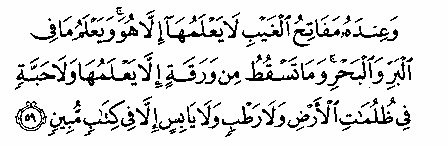 وَعِندَهُۥ مَفَاتِحُ ٱلْغَيْبِ لَا يَعْلَمُهَآ إِلَّا هُوَ ۚ وَيَعْلَمُ مَا فِى
ٱلْبَرِّ وَٱلْبَحْرِ ۚ وَمَا تَسْقُطُ مِن وَرَقَةٍ إِلَّا يَعْلَمُهَا وَلَا حَبَّةٍ
فِى ظُلُمَـٰتِ ٱلْأَرْضِ وَلَا رَطْبٍ وَلَا يَابِسٍ إِلَّا فِى كِتَـٰبٍ مُّبِينٍ ﴿٥٩﴾